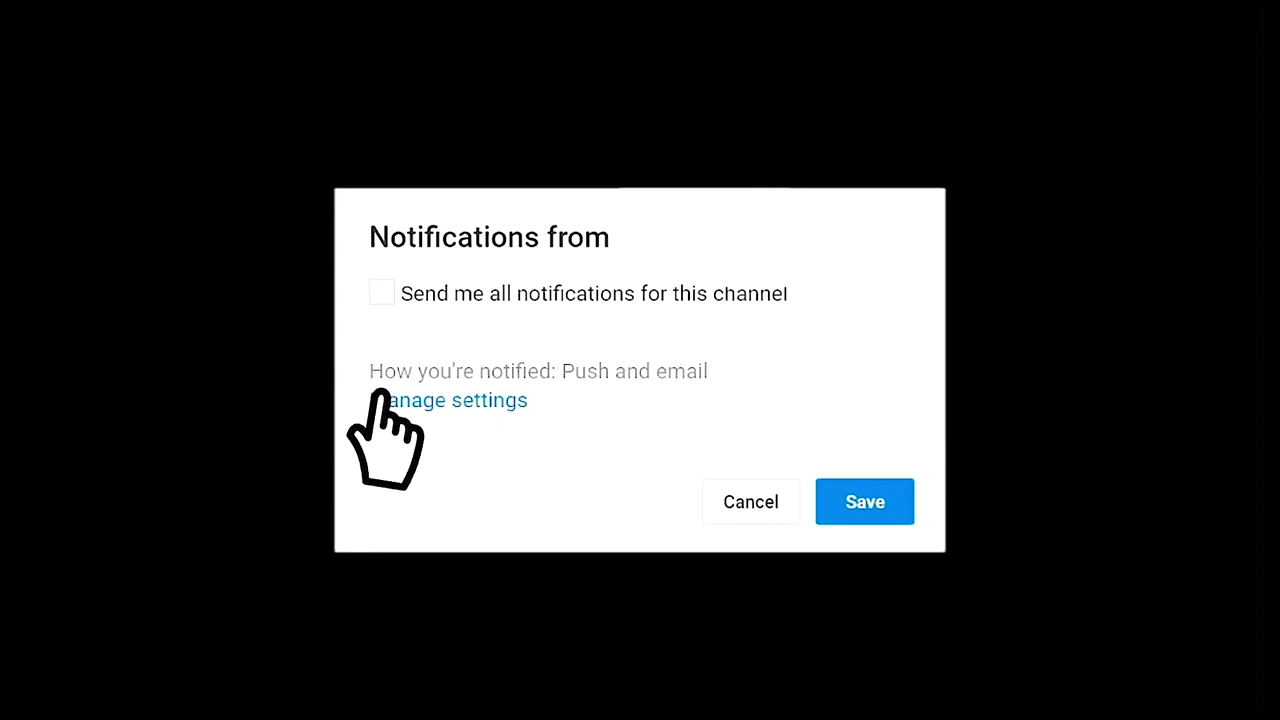 Notifications from
Send me all notifications for this channel
How you're notified: Push and email
anage settings
Cancel
Save